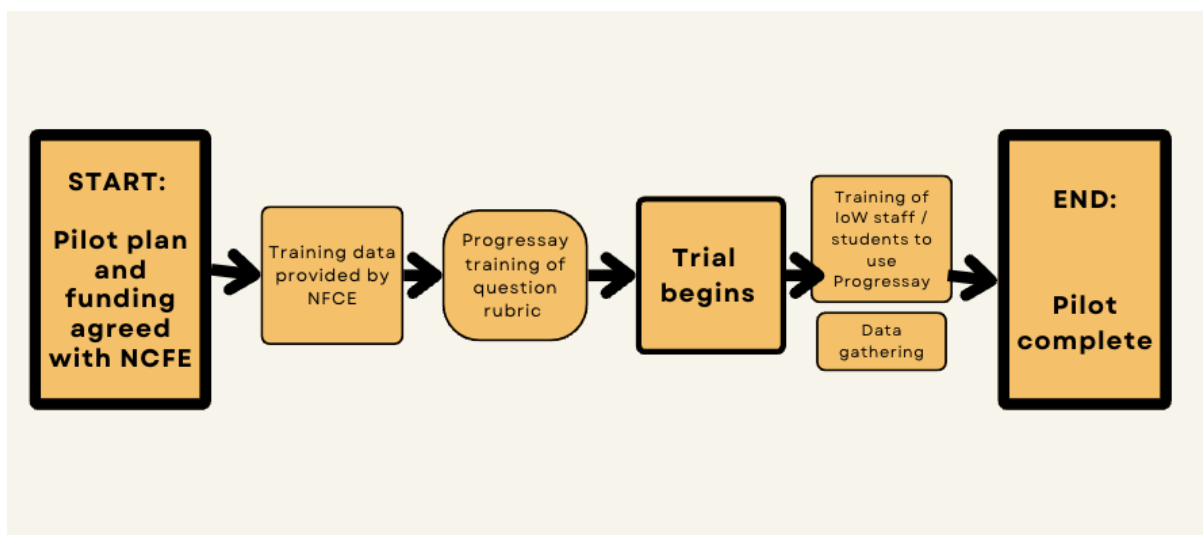 START:
Pilot plan
and
funding
agreed
with NCFE
Training data
provided by
NFCE
Progressay
training of
question
rubric
Trial
begins
Training of
IoW staff /
students to
use
Progressay
Data
gathering
END:
Pilot
complete